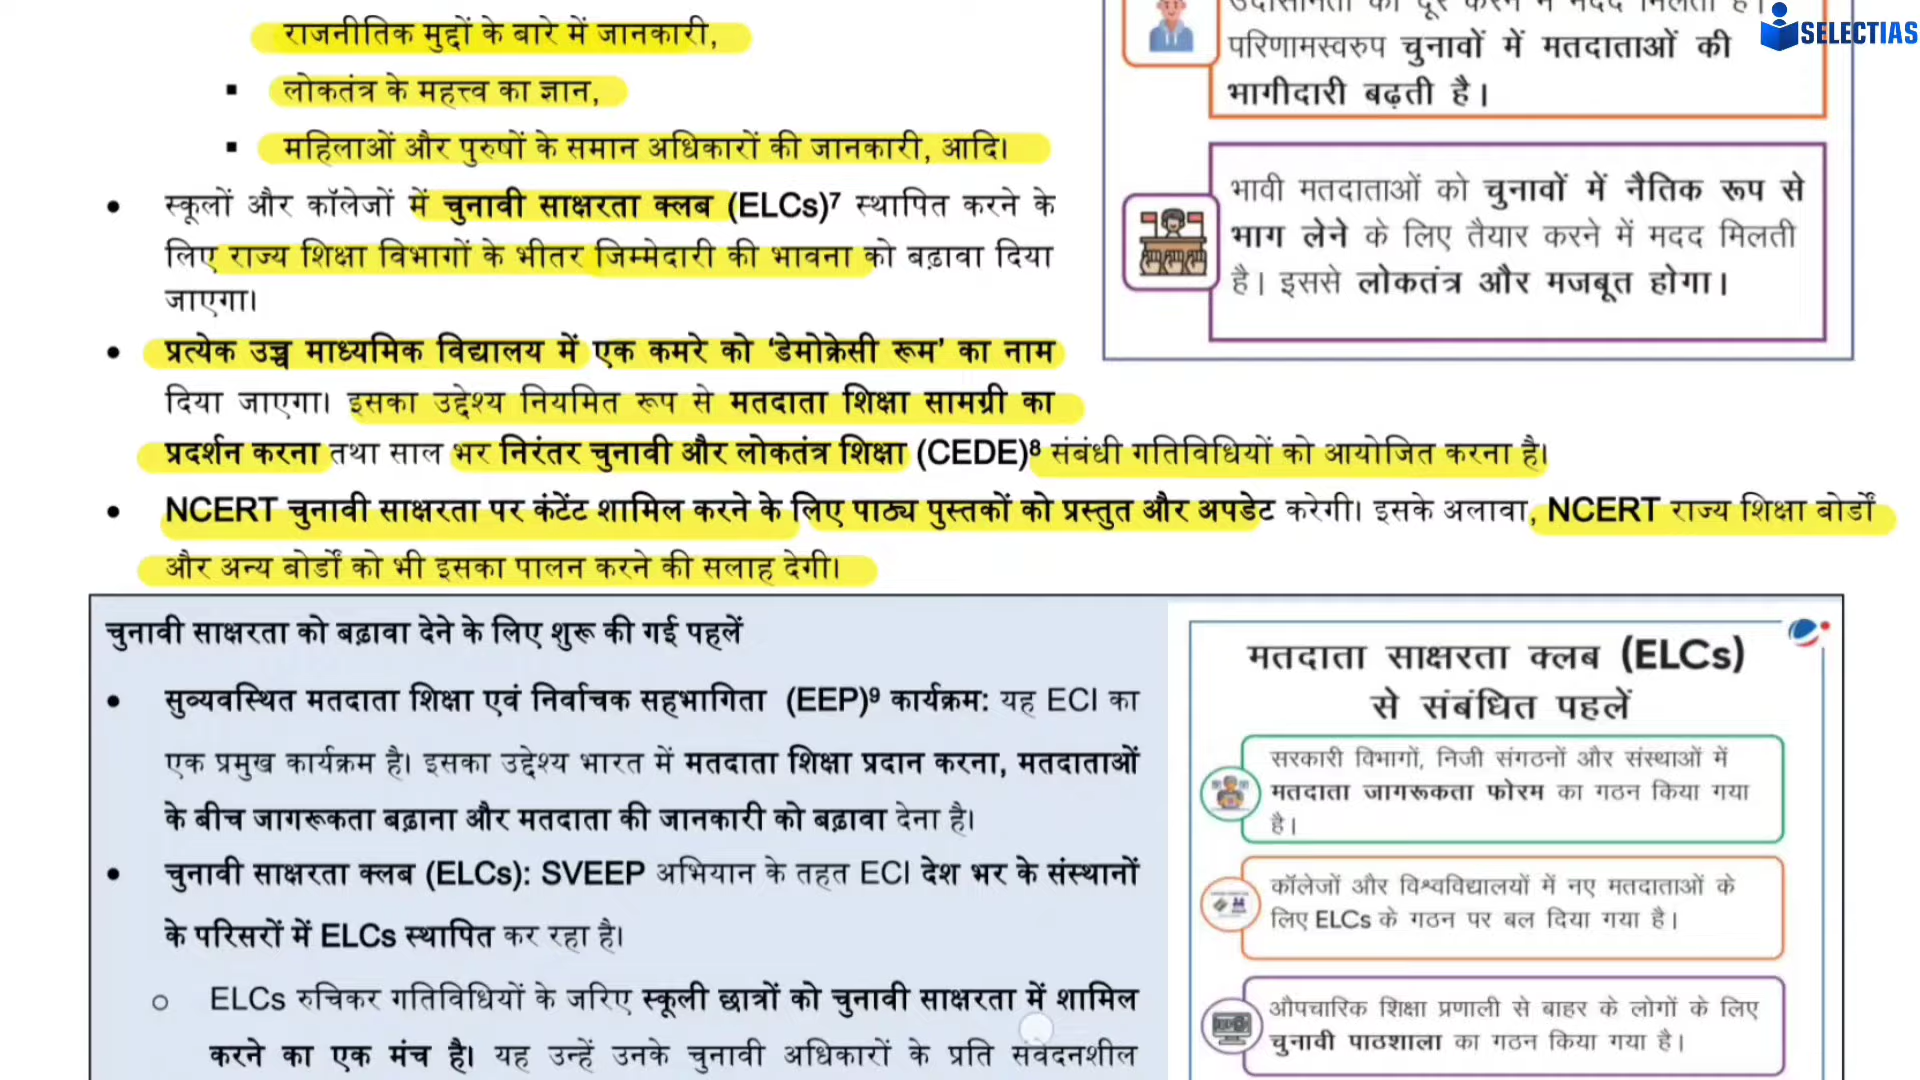 राजनीतिक मुद्दों के बारे में जानकारी,
▪ लोकतंत्र के महत्त्व का ज्ञान,
▪ महिलाओं और पुरुषों के समान अधिकारों की जानकारी, आदि।
• स्कूलों और कॉलेजों में चुनावी साक्षरता क्लब (ELCs)⁷ स्थापित करने के
लिए राज्य शिक्षा विभागों के भीतर जिम्मेदारी की भावना को बढ़ावा दिया
जाएगा।
• प्रत्येक उच्च माध्यमिक विद्यालय में एक कमरे को ‘डेमोक्रेसी रूम’ का नाम
दिया जाएगा। इसका उद्देश्य नियमित रूप से मतदाता शिक्षा सामग्री का
प्रदर्शन करना तथा साल भर निरंतर चुनावी और लोकतंत्र शिक्षा (CEDE)⁸ संबंधी गतिविधियों को आयोजित करना है।
• NCERT चुनावी साक्षरता पर कंटेंट शामिल करने के लिए पाठ्य पुस्तकों को प्रस्तुत और अपडेट करेगी। इसके अलावा, NCERT राज्य शिक्षा बोर्डों
और अन्य बोर्डों को भी इसका पालन करने की सलाह देगी।
परिणामस्वरुप चुनावों में मतदाताओं की
भागीदारी बढ़ती है।
भावी मतदाताओं को चुनावों में नैतिक रूप से
भाग लेने के लिए तैयार करने में मदद मिलती
है। इससे लोकतंत्र और मजबूत होगा।
SELECTIAS
चुनावी साक्षरता को बढ़ावा देने के लिए शुरू की गई पहलें
• सुव्यवस्थित मतदाता शिक्षा एवं निर्वाचक सहभागिता (EEP)⁹ कार्यक्रम: यह ECI का
एक प्रमुख कार्यक्रम है। इसका उद्देश्य भारत में मतदाता शिक्षा प्रदान करना, मतदाताओं
के बीच जागरूकता बढ़ाना और मतदाता की जानकारी को बढ़ावा देना है।
• चुनावी साक्षरता क्लब (ELCs): SVEEP अभियान के तहत ECI देश भर के संस्थानों
के परिसरों में ELCs स्थापित कर रहा है।
o ELCs रुचिकर गतिविधियों के जरिए स्कूली छात्रों को चुनावी साक्षरता में शामिल
करने का एक मंच है। यह उन्हें उनके चुनावी अधिकारों के प्रति संवेदनशील
मतदाता साक्षरता क्लब (ELCs)
से संबंधित पहलें
सरकारी विभागों, निजी संगठनों और संस्थाओं में
मतदाता जागरूकता फोरम का गठन किया गया
है।
कॉलेजों और विश्वविद्यालयों में नए मतदाताओं के
लिए ELCs के गठन पर बल दिया गया है।
औपचारिक शिक्षा प्रणाली से बाहर के लोगों के लिए
चुनावी पाठशाला का गठन किया गया है।